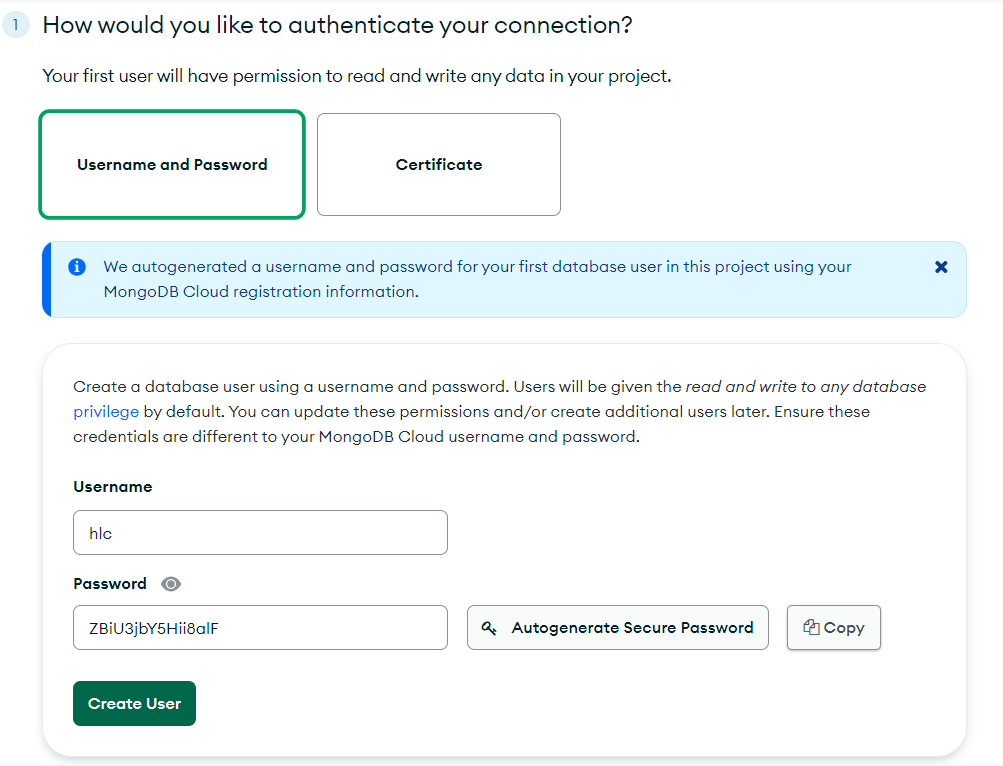 1 How would you like to authenticate your connection?
Your first user will have permission to read and write any data in your project.
Username and Password
Certificate
We autogenerated a username and password for your first database user in this project using your
MongoDB Cloud registration information.
Create a database user using a username and password. Users will be given the read and write to any database
privilege by default. You can update these permissions and/or create additional users later. Ensure these
credentials are different to your MongoDB Cloud username and password.
Username
hlc
Password
ZBiU3jbY5Hii8alF
Autogenerate Secure Password
Copy
Create User